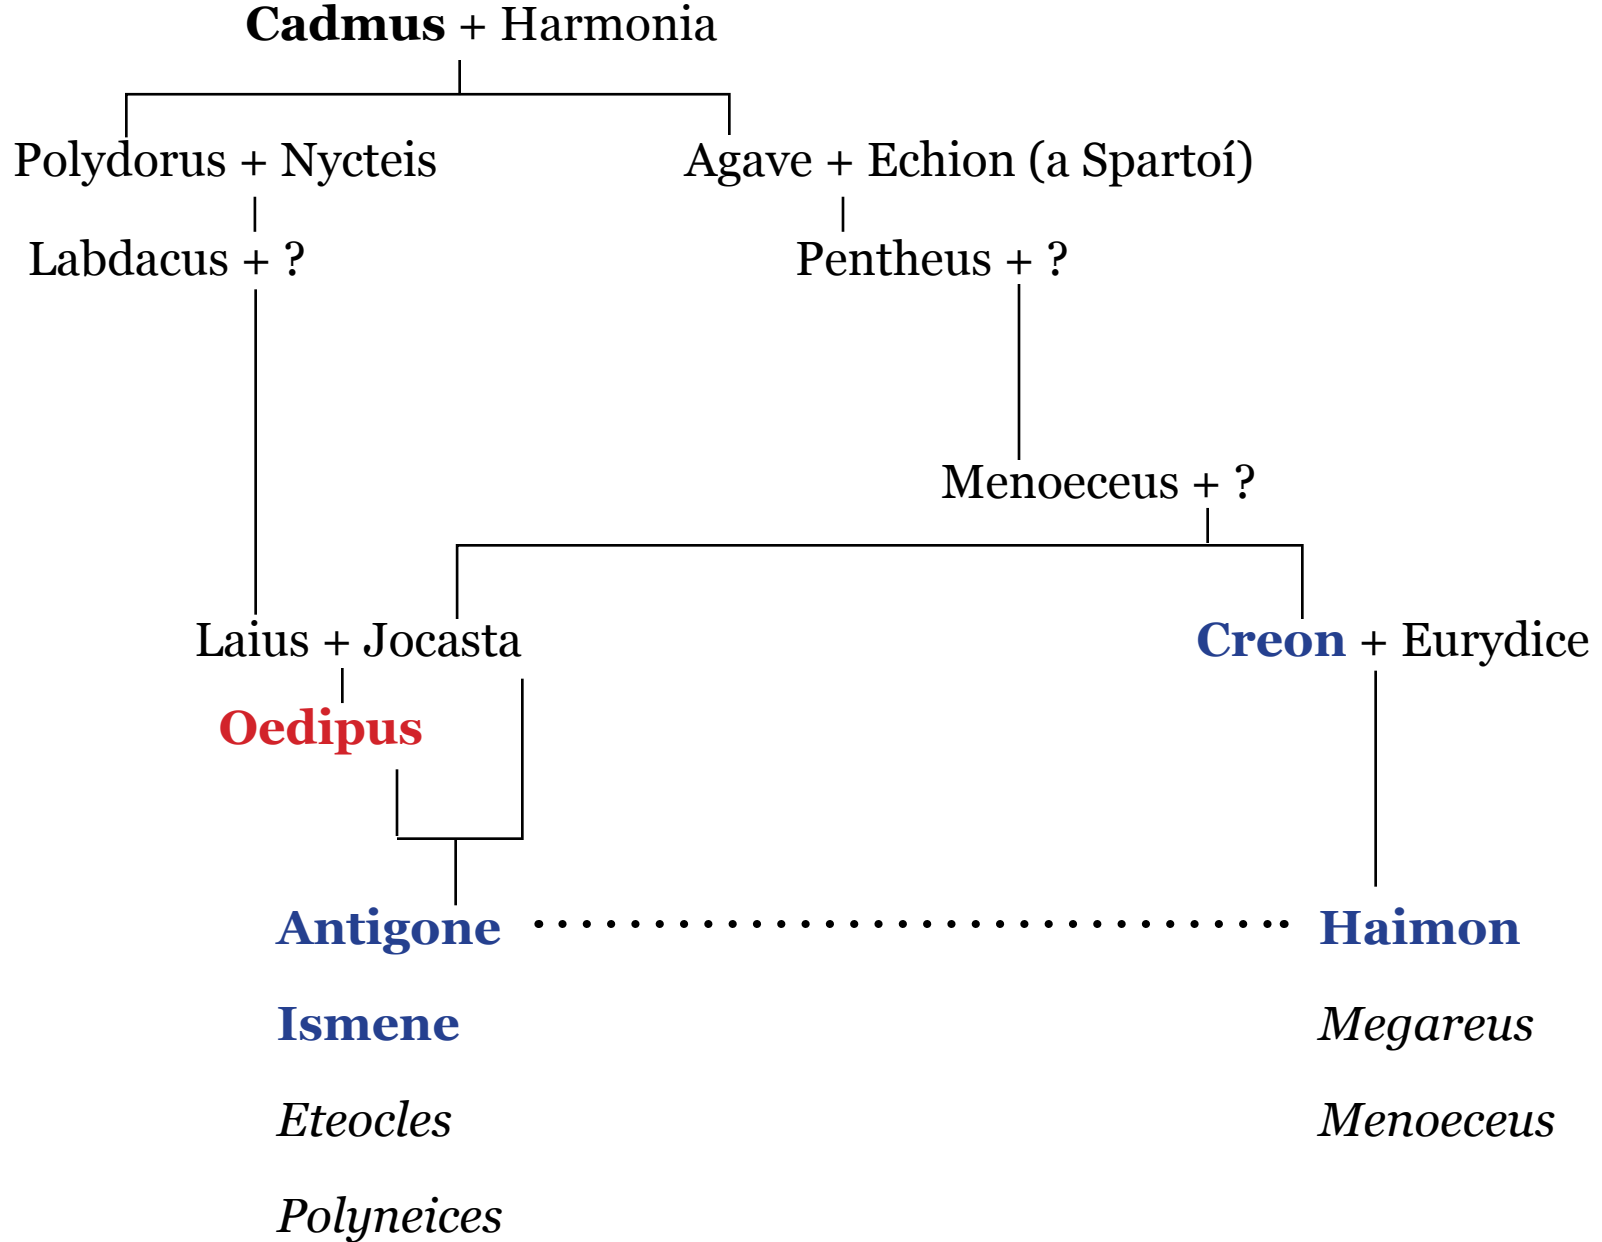 Cadmus + Harmonia
Polydorus + Nycteis
Agave + Echion (a Spartoí)
Labdacus + ?
Pentheus + ?
Menoeceus + ?
Laius + Jocasta
Creon + Eurydice
Oedipus
Antigone
Haimon
Ismene
Megareus
Eteocles
Menoeceus
Polyneices